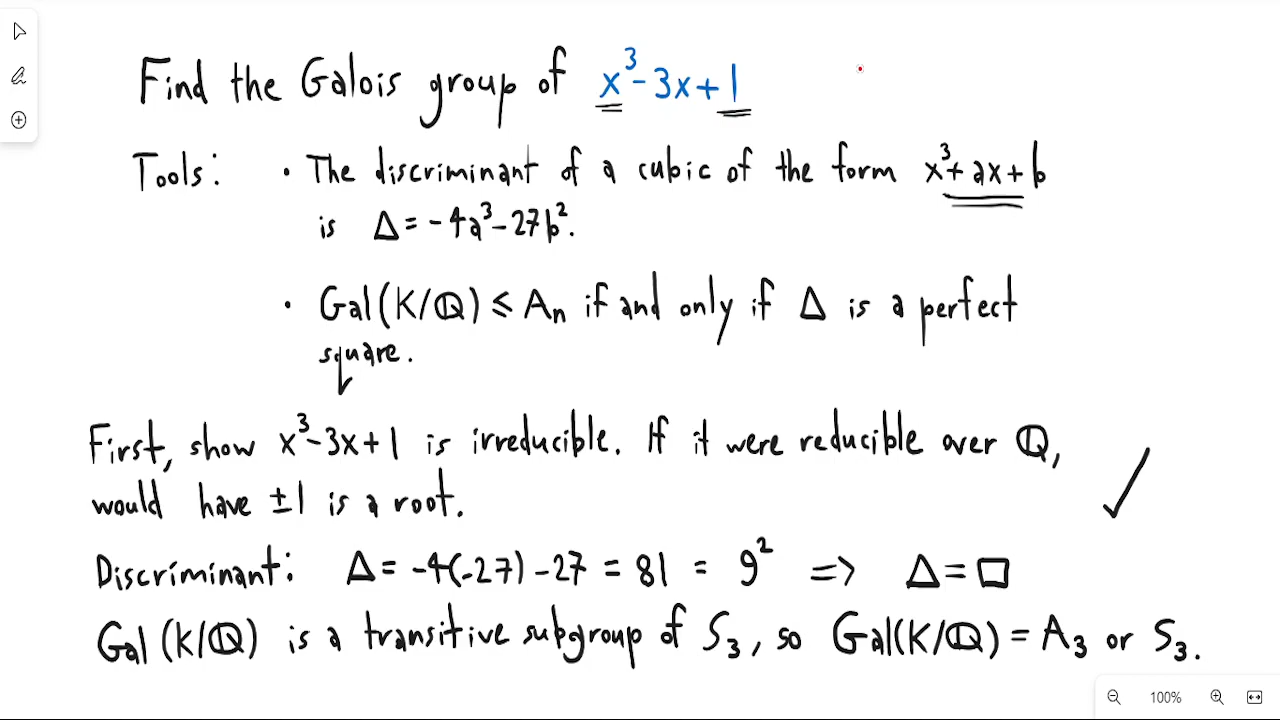 Find the Galois group of x³-3x+1
Tools: • The discriminant of a cubic of the form x³+ax+b
is Δ=-4a³-27b².
• Gal(K/ℚ) ≤ Aₙ if and only if Δ is a perfect
square.
First, show x³-3x+1 is irreducible. If it were reducible over ℚ,
would have ±1 is a root. ✓
Discriminant: Δ= -4(-27)-27 = 81 = 9² => Δ=□
Gal(K/ℚ) is a transitive subgroup of S₃, so Gal(K/ℚ) = A₃ or S₃.
100%